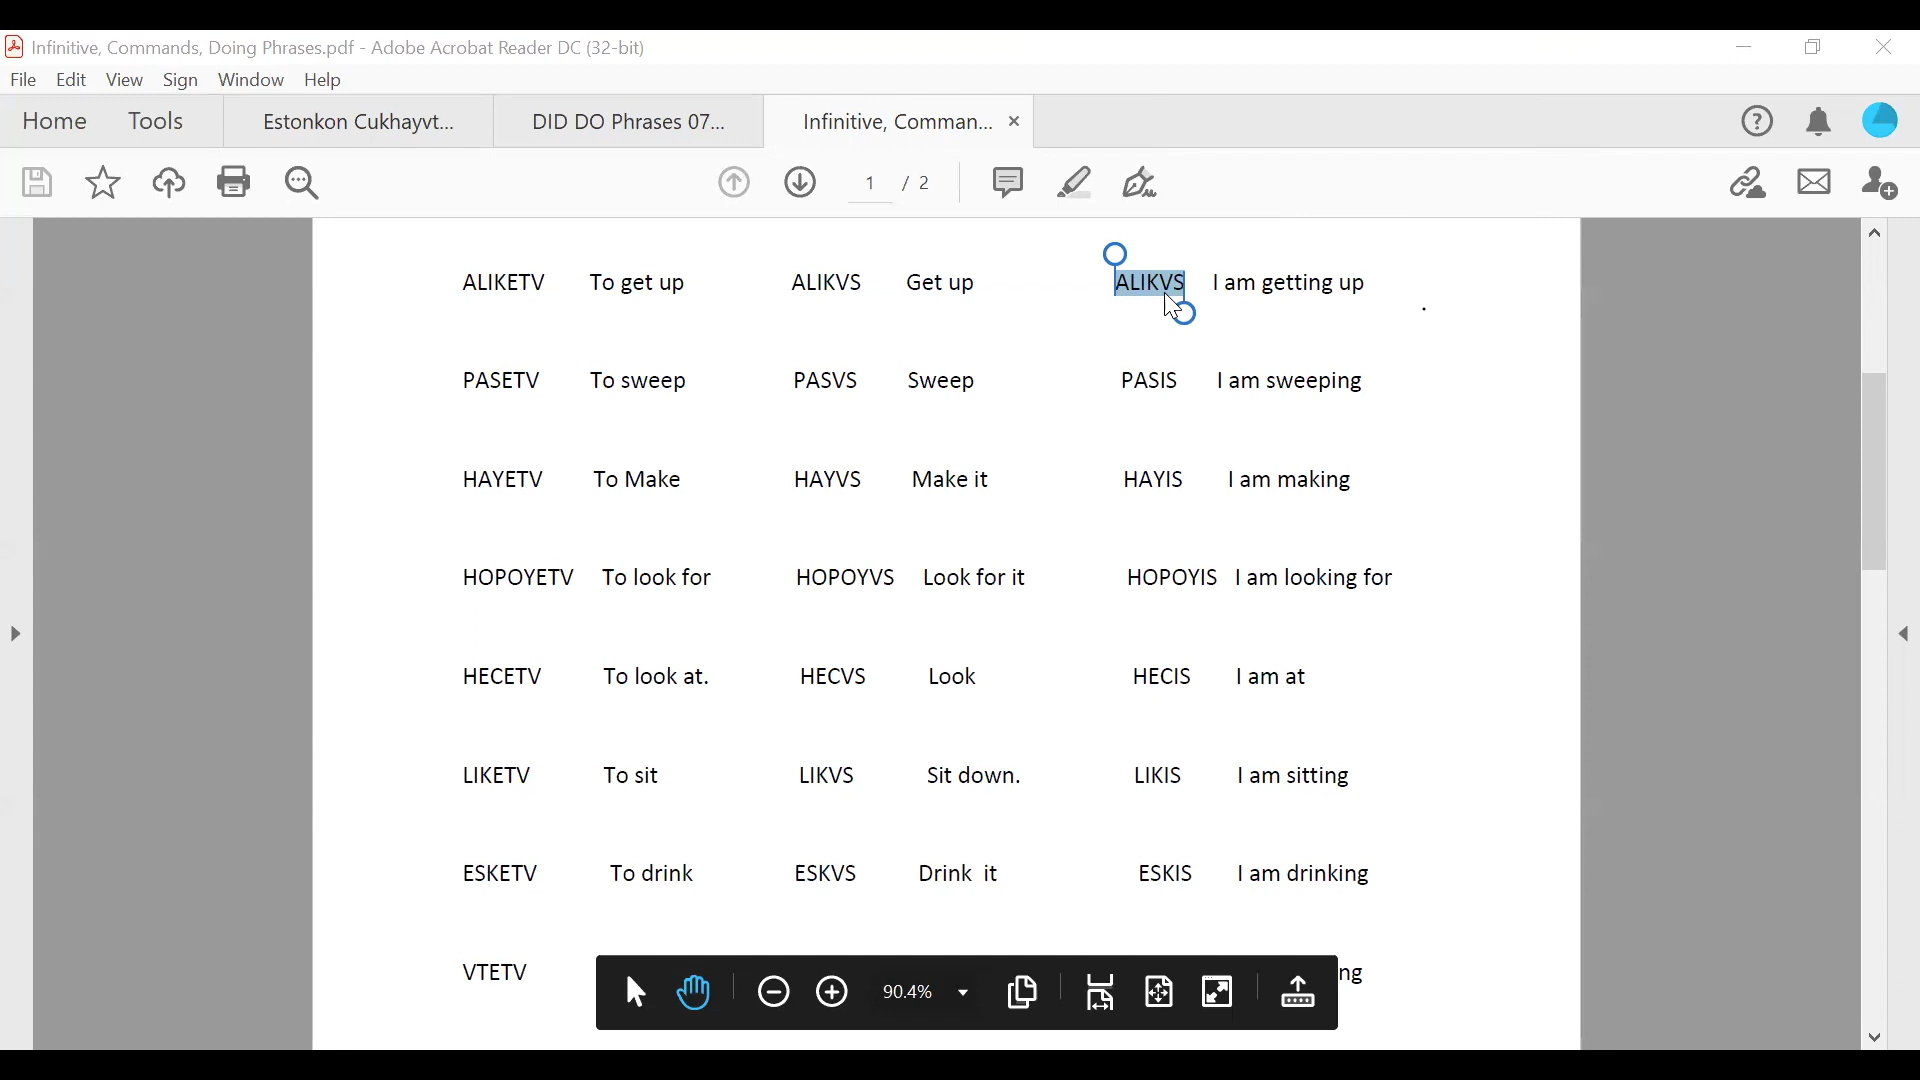 Infinitive, Commands, Doing Phrases.pdf - Adobe Acrobat Reader DC (32-bit)
File Edit View Sign Window Help
Home Tools Estonkon Cukhayvt... DID DO Phrases 07... Infinitive, Comman... ×
1 / 2
ALIKETV To get up ALIKVS Get up ALIKVS I am getting up
.
PASETV To sweep PASVS Sweep PASIS I am sweeping
HAYETV To Make HAYVS Make it HAYIS I am making
HOPOYETV To look for HOPOYVS Look for it HOPOYIS I am looking for
HECETV To look at. HECVS Look HECIS I am at
LIKETV To sit LIKVS Sit down. LIKIS I am sitting
ESKETV To drink ESKVS Drink it ESKIS I am drinking
VTETV ng
90.4%